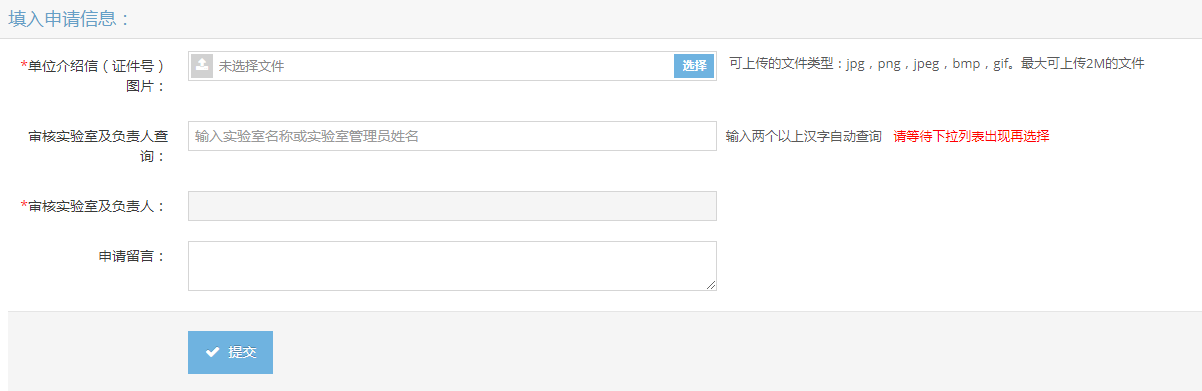 填入申请信息：
*单位介绍信（证件号）
图片：
未选择文件
选择
可上传的文件类型：jpg，png，jpeg，bmp，gif。最大可上传2M的文件
审核实验室及负责人查
询：
输入实验室名称或实验室管理员姓名
输入两个以上汉字自动查询 请等待下拉列表出现再选择
*审核实验室及负责人：
申请留言：
提交